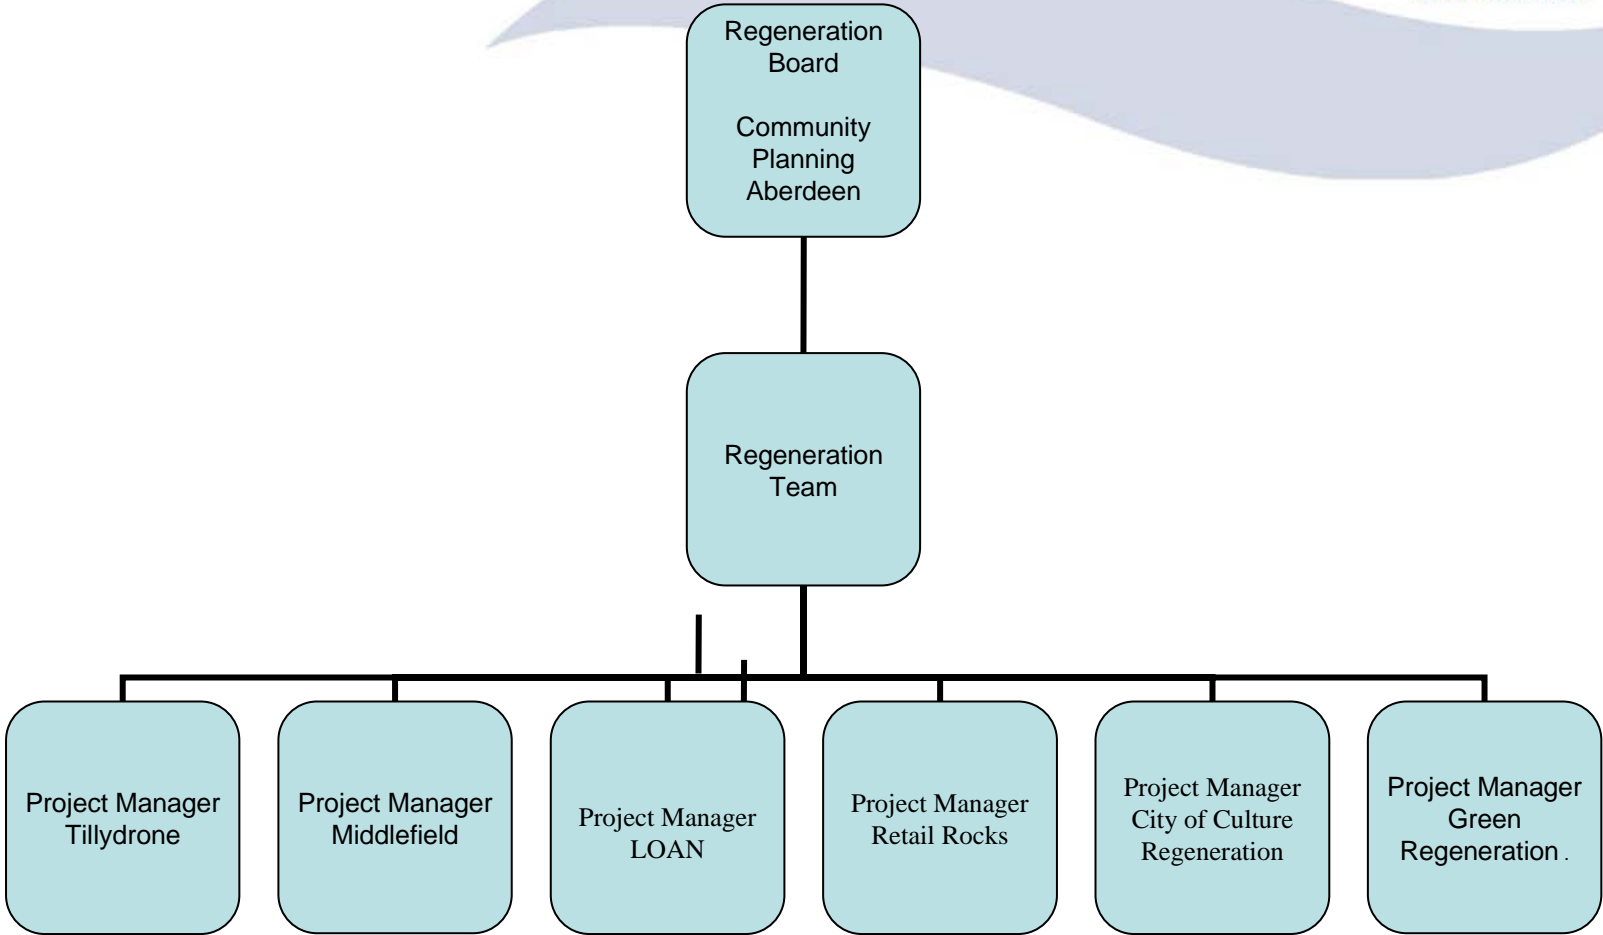 Regeneration
Board
Community
Planning
Aberdeen
Regeneration
Team
Project Manager
Tillydrone
Project Manager
Middlefield
Project Manager
LOAN
Project Manager
Retail Rocks
Project Manager
City of Culture
Regeneration
Project Manager
Green
Regeneration .